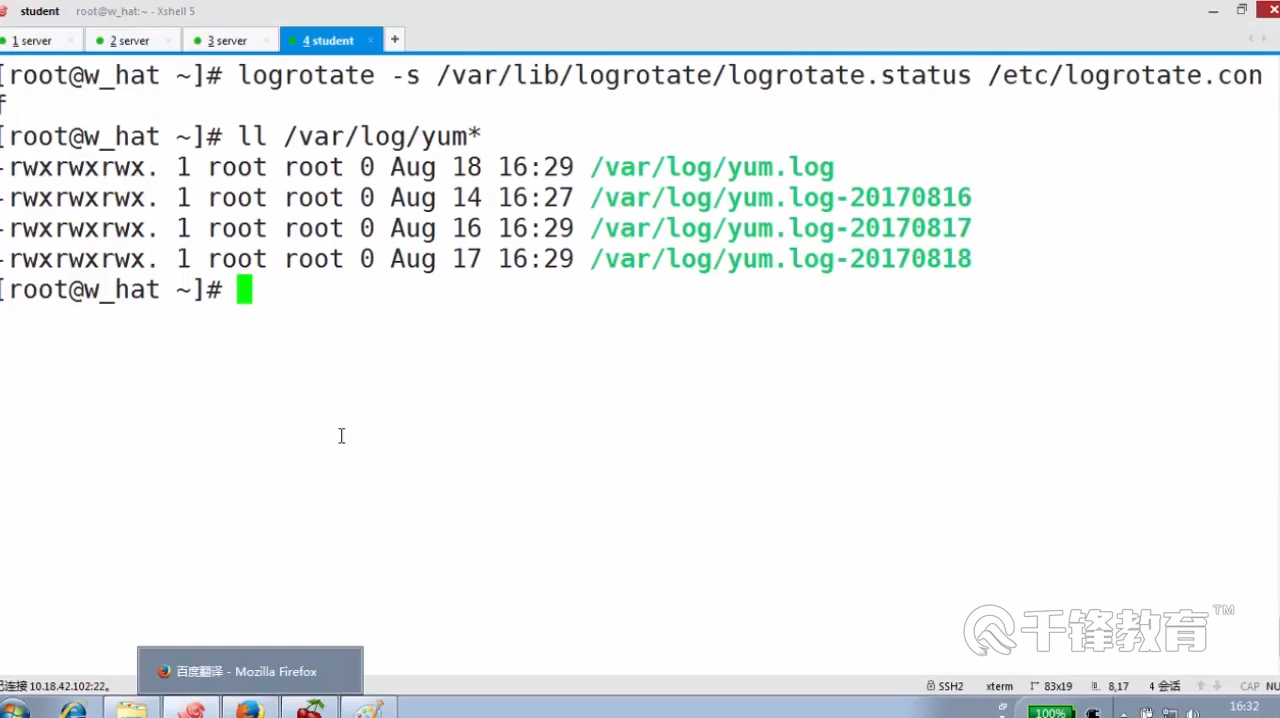 student root@w_hat:~ - Xshell 5
1 server 2 server 3 server 4 student +
[root@w_hat ~]# logrotate -s /var/lib/logrotate/logrotate.status /etc/logrotate.con
f
[root@w_hat ~]# ll /var/log/yum*
-rwxrwxrwx. 1 root root 0 Aug 18 16:29 /var/log/yum.log
-rwxrwxrwx. 1 root root 0 Aug 14 16:27 /var/log/yum.log-20170816
-rwxrwxrwx. 1 root root 0 Aug 16 16:29 /var/log/yum.log-20170817
-rwxrwxrwx. 1 root root 0 Aug 17 16:29 /var/log/yum.log-20170818
[root@w_hat ~]#
千锋教育™
百度翻译 - Mozilla Firefox
已连接 10.18.42.102:22。 SSH2 xterm 83x19 8,17 4 会话 CAP NU
100% 16:32